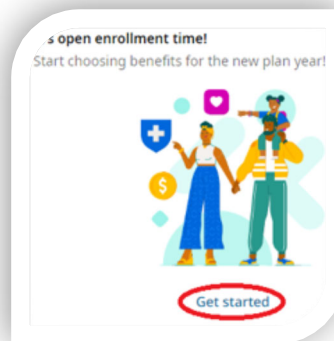 s open enrollment time!
Start choosing benefits for the new plan year!
$
Get started